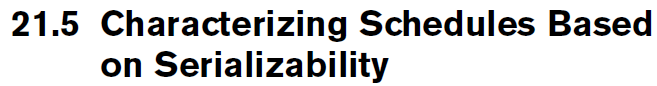 21.5 Characterizing Schedules Based
on Serializability